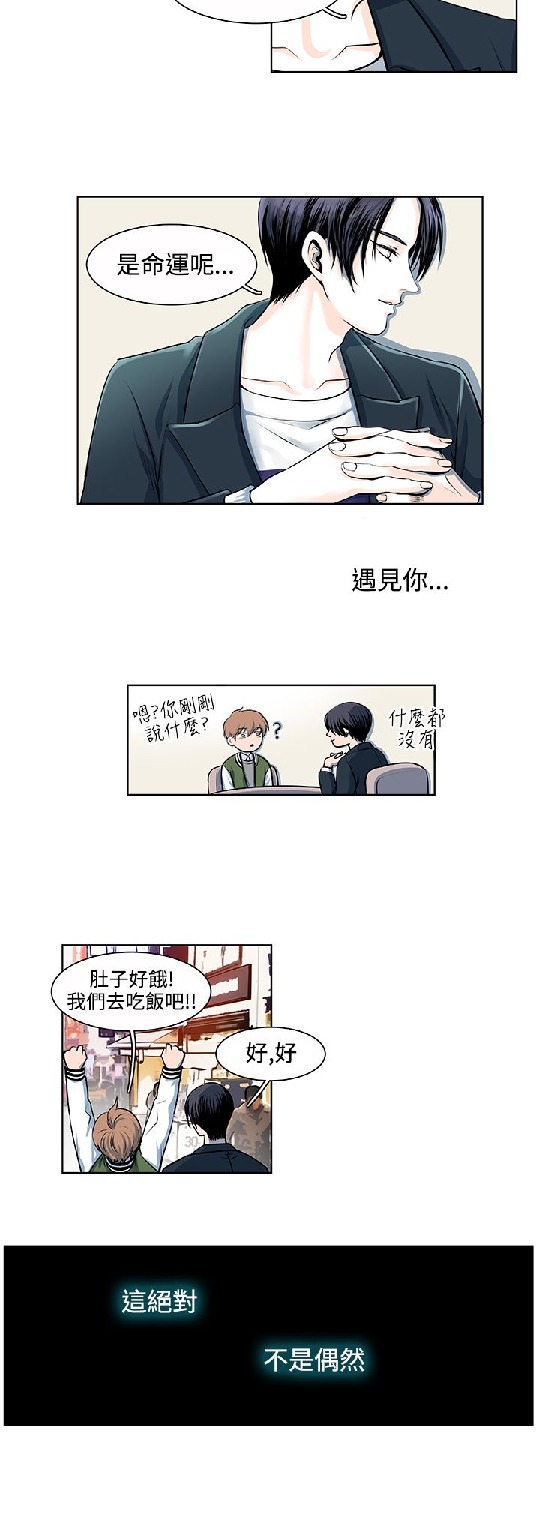 是命運呢...
遇見你...
嗯?你剛剛
說什麼?
?
什麼都
沒有
肚子好餓!
我們去吃飯吧!!
好,好
30
這絕對
不是偶然